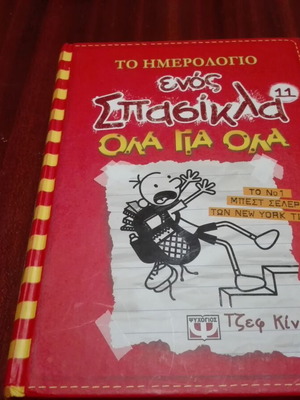 ΤΟ ΗΜΕΡΟΛΟΓΙΟ
ενός
11
Σπασίκλα
ΟΛΑ ΓΙΑ ΟΛΑ
ΤΟ Νο1
ΜΠΕΣΤ ΣΕΛΕΡ
ΤΩΝ NEW YORK
ΨΥΧΟΓΙΟΣ
Τζεφ